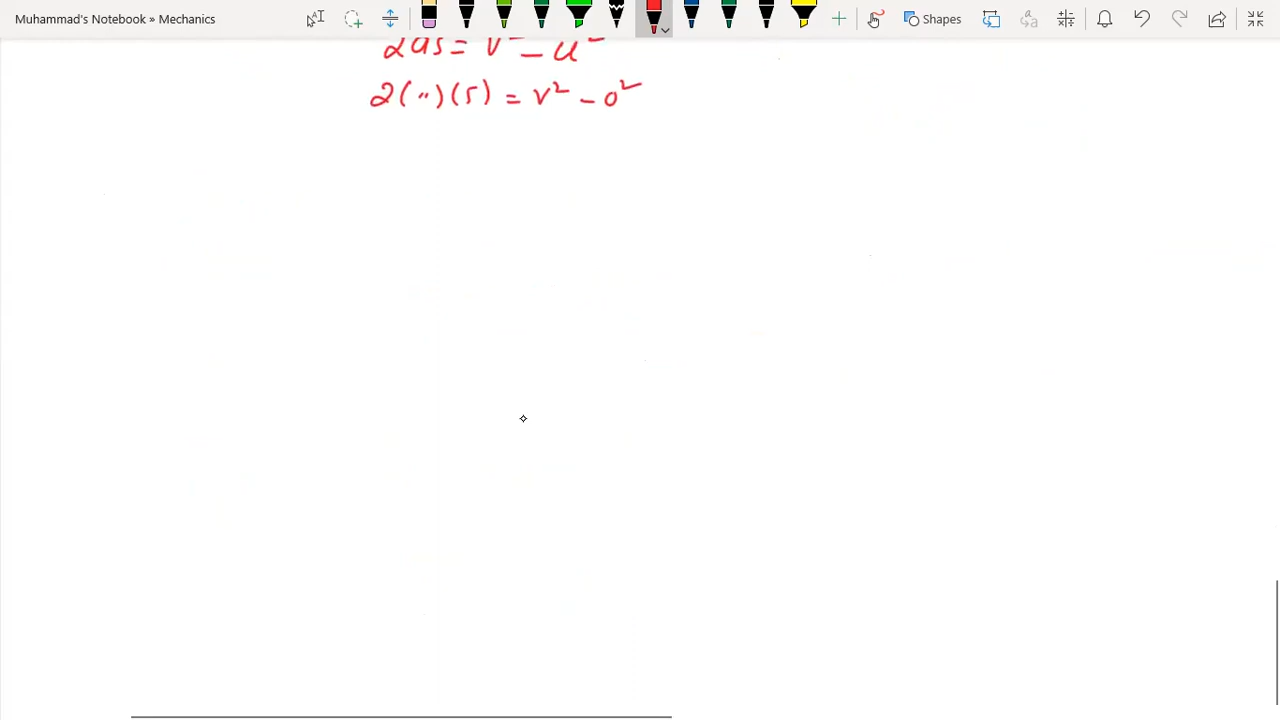 Muhammad's Notebook » Mechanics
Shapes
2as = v² - u²
2( " )(5) = v² - 0²